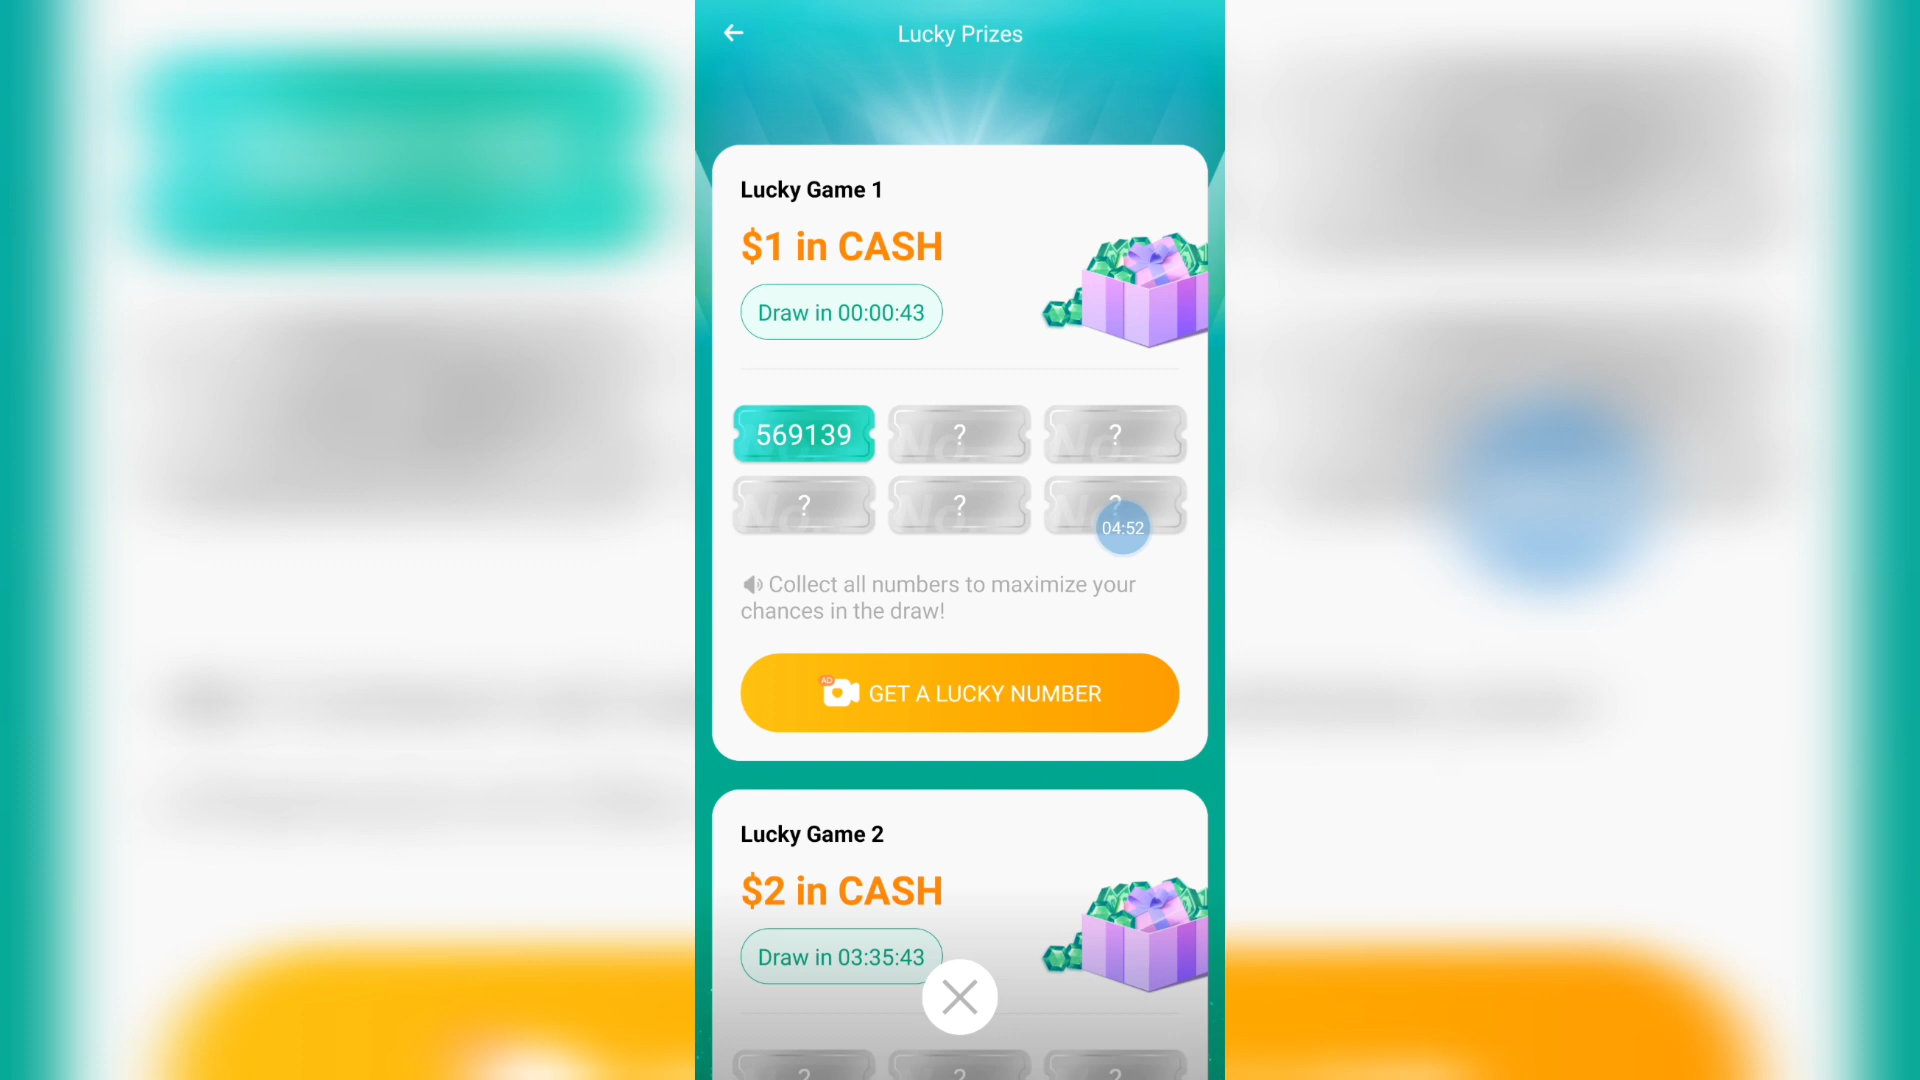 Lucky Prizes
Lucky Game 1
$1 in CASH
Draw in 00:00:43
569139 ? ?
? ? ?
04:52
Collect all numbers to maximize your
chances in the draw!
AD GET A LUCKY NUMBER
Lucky Game 2
$2 in CASH
Draw in 03:35:43
? ? ?